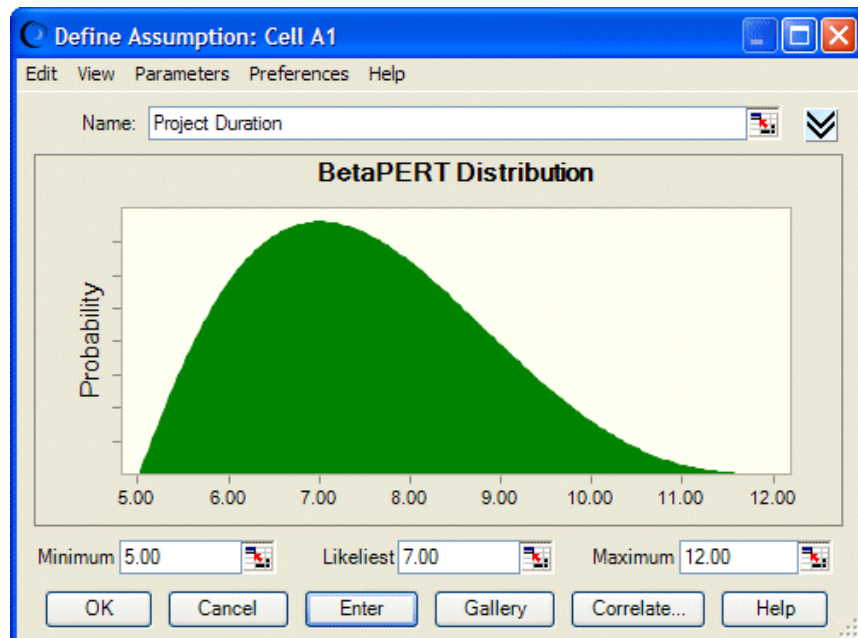 Define Assumption: Cell A1
Edit View Parameters Preferences Help
Name: Project Duration
BetaPERT Distribution
Probability
5.00 6.00 7.00 8.00 9.00 10.00 11.00 12.00
Minimum 5.00 Likeliest 7.00 Maximum 12.00
OK Cancel Enter Gallery Correlate... Help